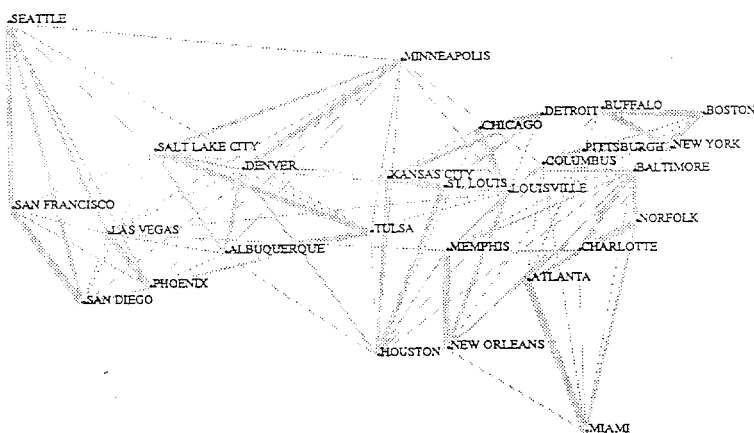 SEATTLE
MINNEAPOLIS
BUFFALO
DETROIT
BOSTON
CHICAGO
SALT LAKE CITY
PITTSBURGH
NEW YORK
DENVER
COLUMBUS
BALTIMORE
KANSAS CITY
ST. LOUIS
LOUISVILLE
SAN FRANCISCO
NORFOLK
LAS VEGAS
TULSA
ALBUQUERQUE
MEMPHIS
CHARLOTTE
PHOENIX
ATLANTA
SAN DIEGO
HOUSTON
NEW ORLEANS
MIAMI